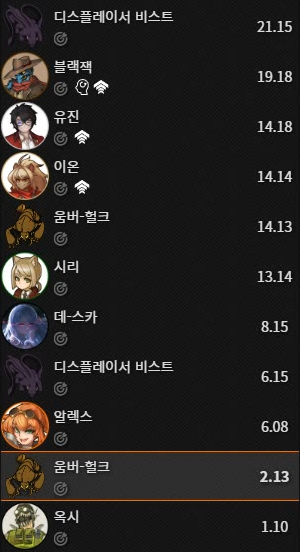 디스플레이서 비스트 21.15
블랙잭 19.18
유진 14.18
이온 14.14
움버-헐크 14.13
시리 13.14
데-스카 8.15
디스플레이서 비스트 6.15
알렉스 6.08
움버-헐크 2.13
옥시 1.10